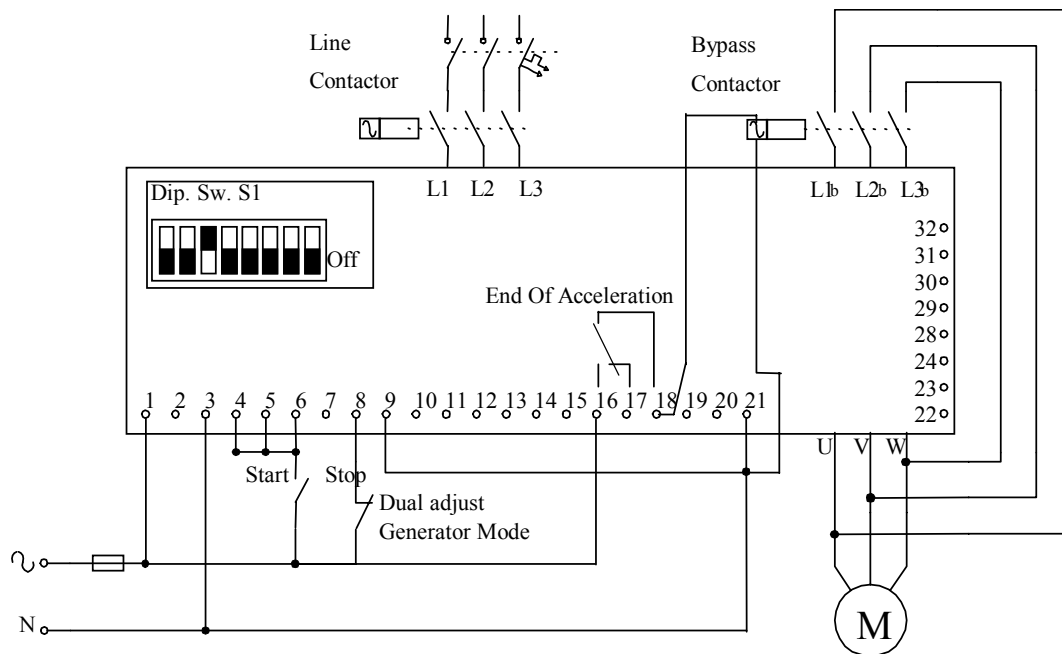 Line
Contactor
Bypass
Contactor
L1 L2 L3
L1b L2b L3b
Dip. Sw. S1
Off
End Of Acceleration
32
31
30
29
28
24
23
22
1 2 3 4 5 6 7 8 9 10 11 12 13 14 15 16 17 18 19 20 21
U V W
Start Stop
Dual adjust
Generator Mode
N
M